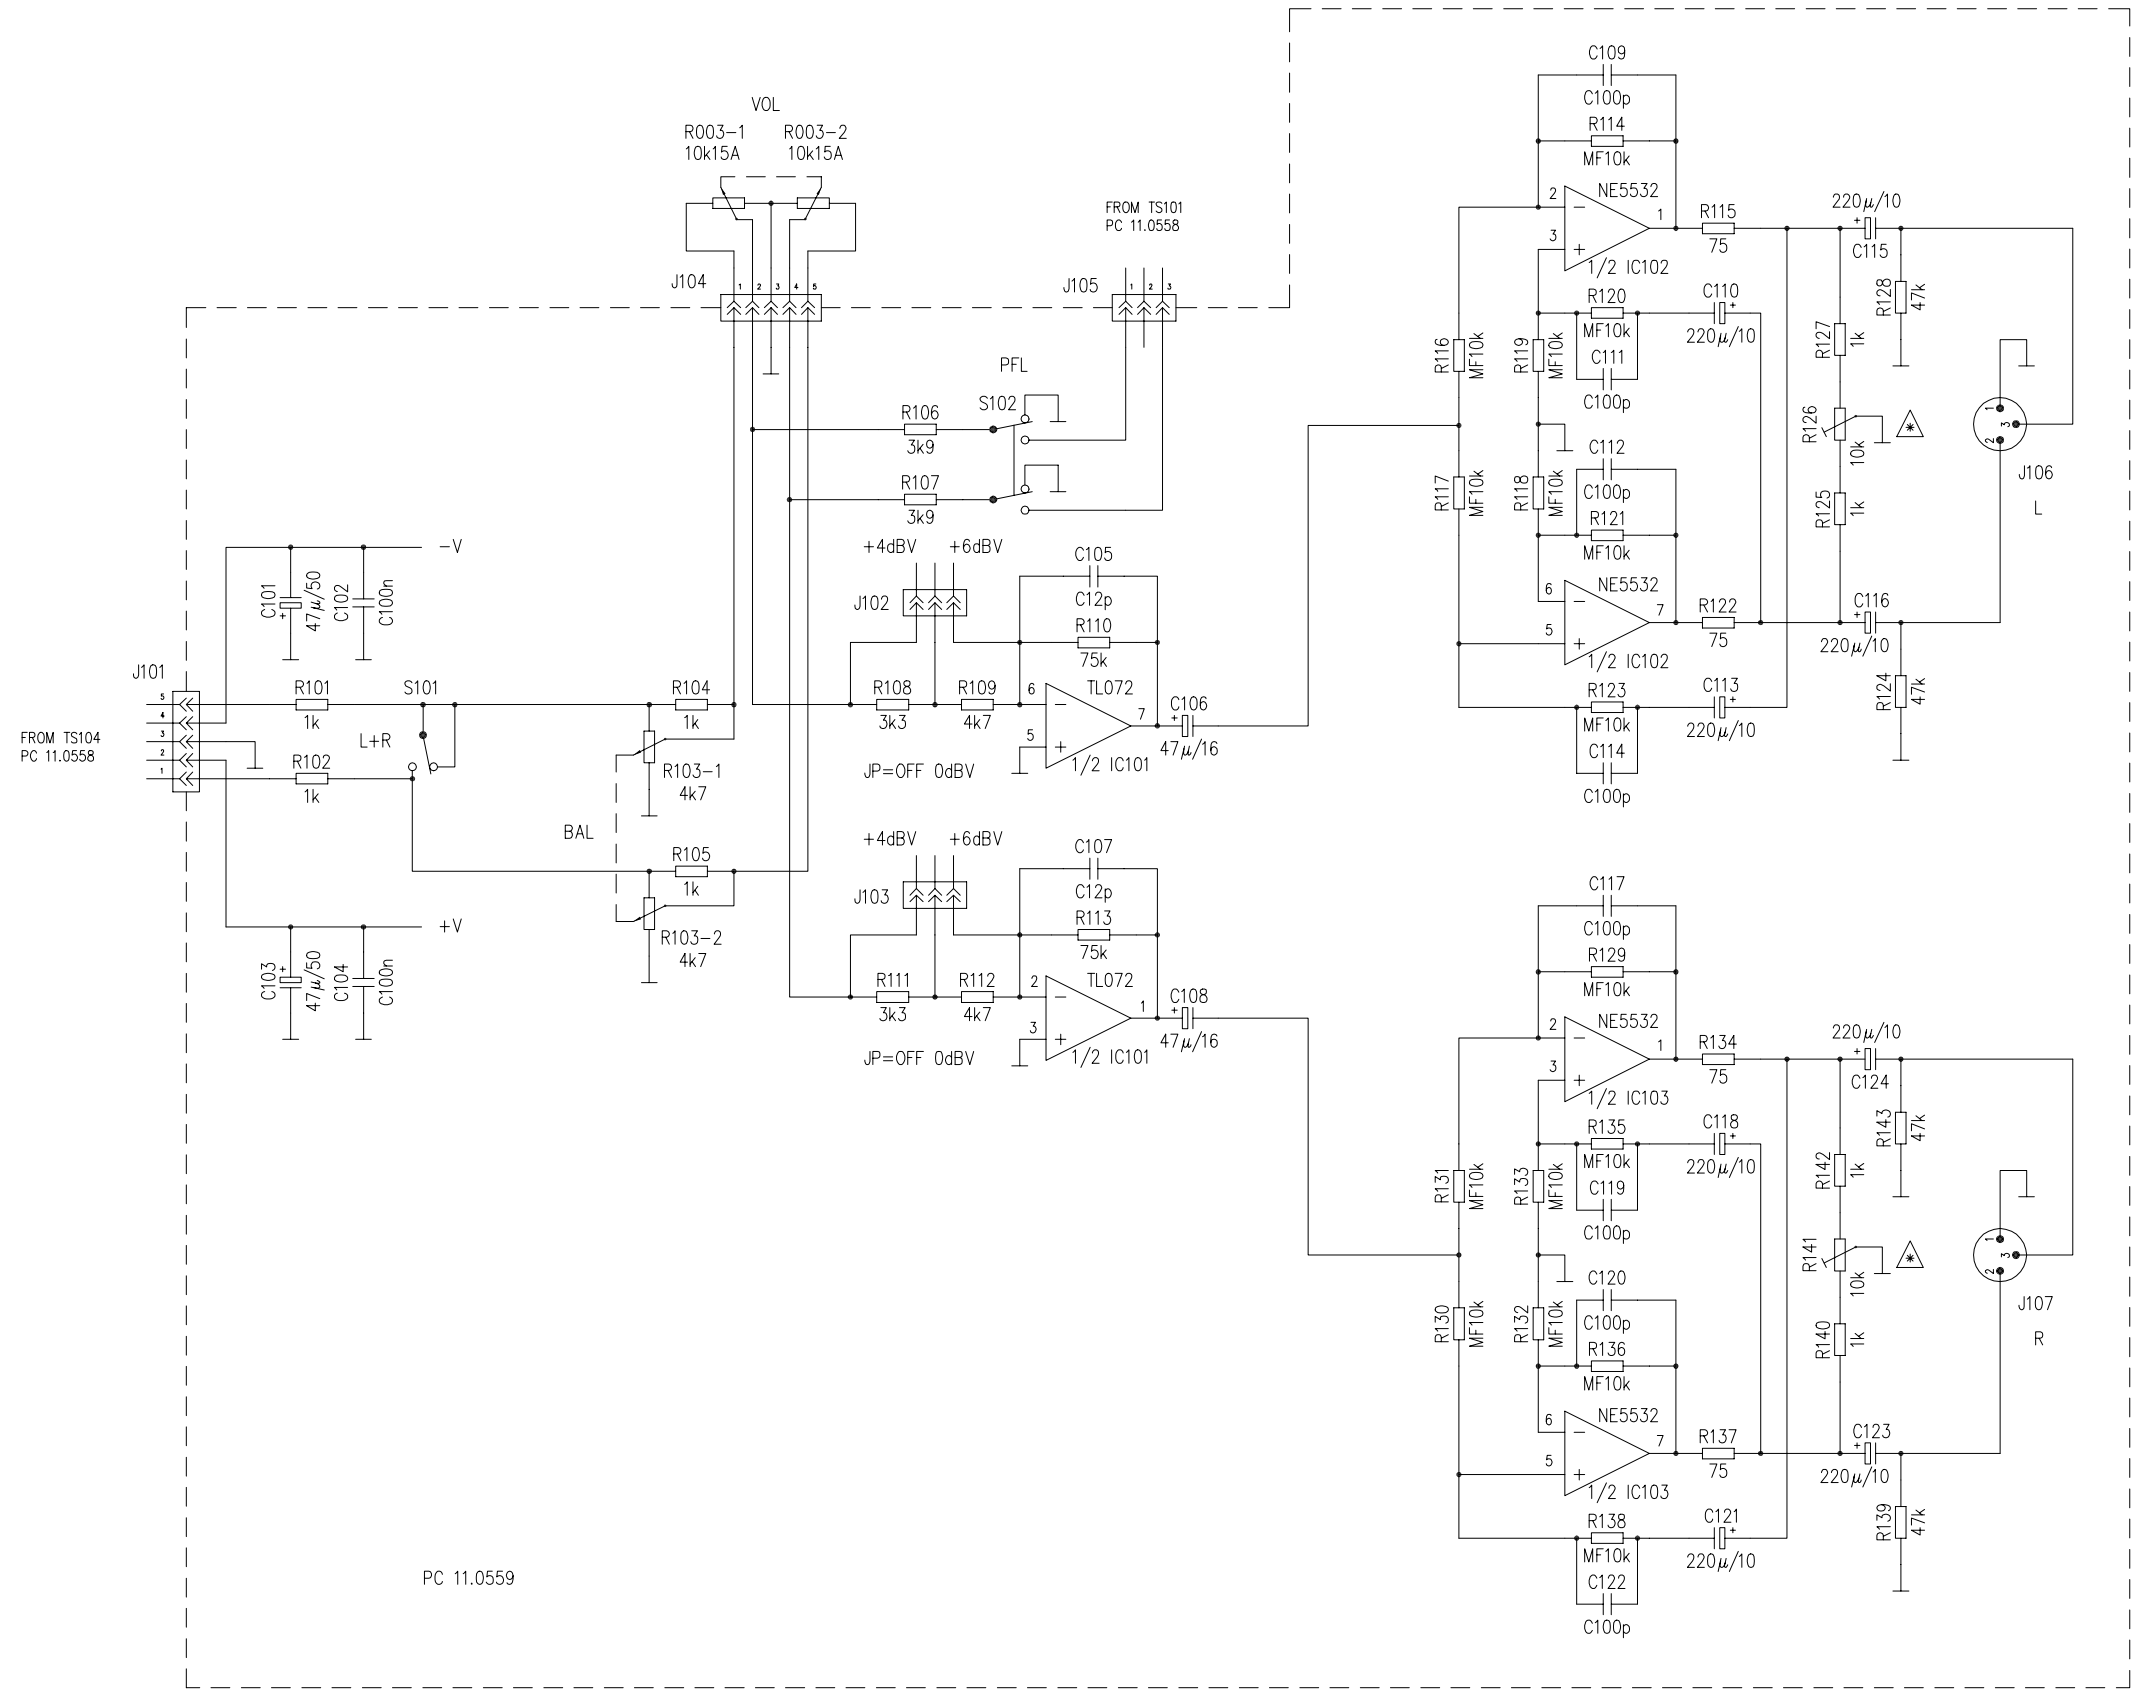 C109
C100p
R114
MF10k
VOL
R003-1
10k15A
R003-2
10k15A
FROM TS101
PC 11.0558
J104
1
2
3
4
5
J105
1
2
3
NE5532
2
3
1
1/2 IC102
R115
75
220µ/10
+
C115
R120
MF10k
C111
C100p
C110
+
220µ/10
R128
47k
R127
1k
R116
MF10k
R119
MF10k
R126
10k
*
1
3
2
J106
L
PFL
S102
R106
3k9
R107
3k9
R117
MF10k
R118
MF10k
C112
C100p
R121
MF10k
R125
1k
NE5532
6
5
7
1/2 IC102
R122
75
C116
+
220µ/10
R123
MF10k
C114
C100p
C113
+
220µ/10
R124
47k
-V
C101
+
47µ/50
C102
C100n
J101
5
4
3
2
1
FROM TS104
PC 11.0558
R101
1k
R102
1k
S101
L+R
R104
1k
R103-1
4k7
BAL
R105
1k
R103-2
4k7
+V
C103
+
47µ/50
C104
C100n
+4dBV
+6dBV
J102
C105
C12p
R110
75k
R108
3k3
R109
4k7
TL072
6
5
7
1/2 IC101
C106
+
47µ/16
JP=OFF 0dBV
+4dBV
+6dBV
J103
C107
C12p
R113
75k
R111
3k3
R112
4k7
TL072
2
3
1
1/2 IC101
C108
+
47µ/16
JP=OFF 0dBV
C117
C100p
R129
MF10k
NE5532
2
3
1
1/2 IC103
R134
75
220µ/10
+
C124
R135
MF10k
C119
C100p
C118
+
220µ/10
R143
47k
R142
1k
R131
MF10k
R133
MF10k
R141
10k
*
1
3
2
J107
R
R130
MF10k
R132
MF10k
C120
C100p
R136
MF10k
R140
1k
NE5532
6
5
7
1/2 IC103
R137
75
C123
+
220µ/10
R138
MF10k
C122
C100p
C121
+
220µ/10
R139
47k
PC 11.0559